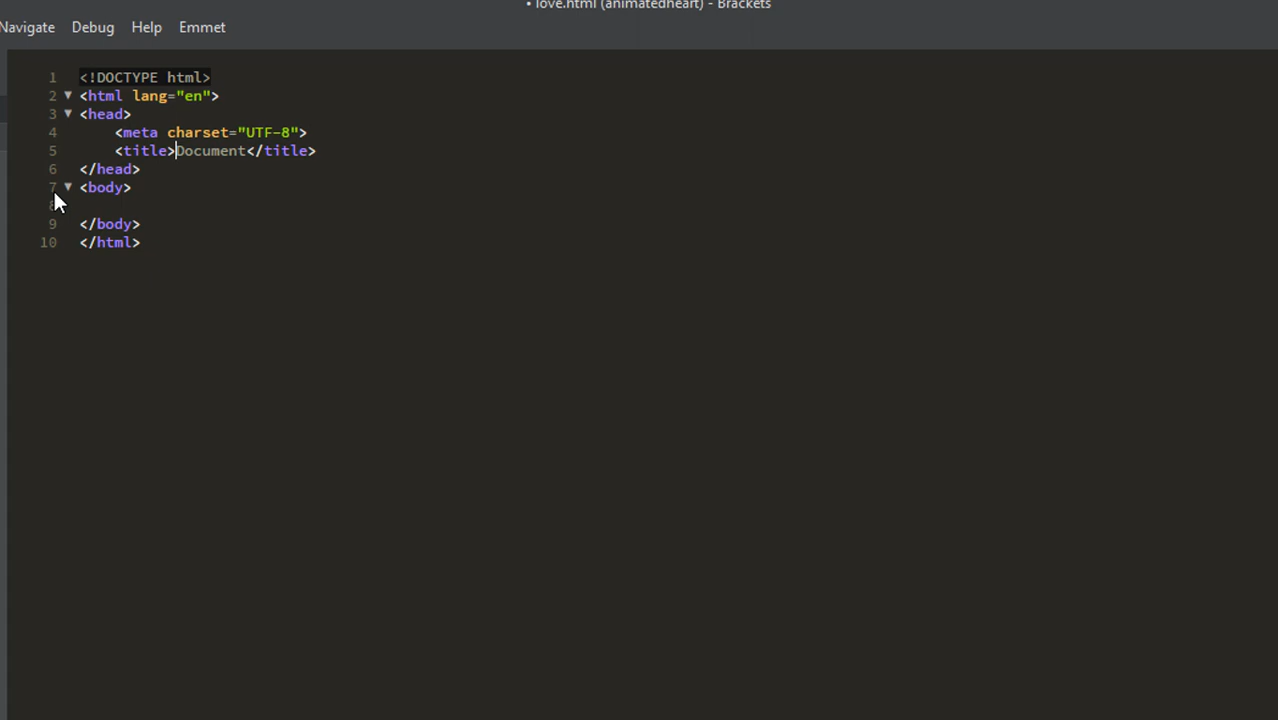 • love.html (animatedheart) - Brackets
Navigate Debug Help Emmet
1 <!DOCTYPE html>
2 ▼ <html lang="en">
3 ▼ <head>
4 <meta charset="UTF-8">
5 <title>Document</title>
6 </head>
7 ▼ <body>
8
9 </body>
10 </html>